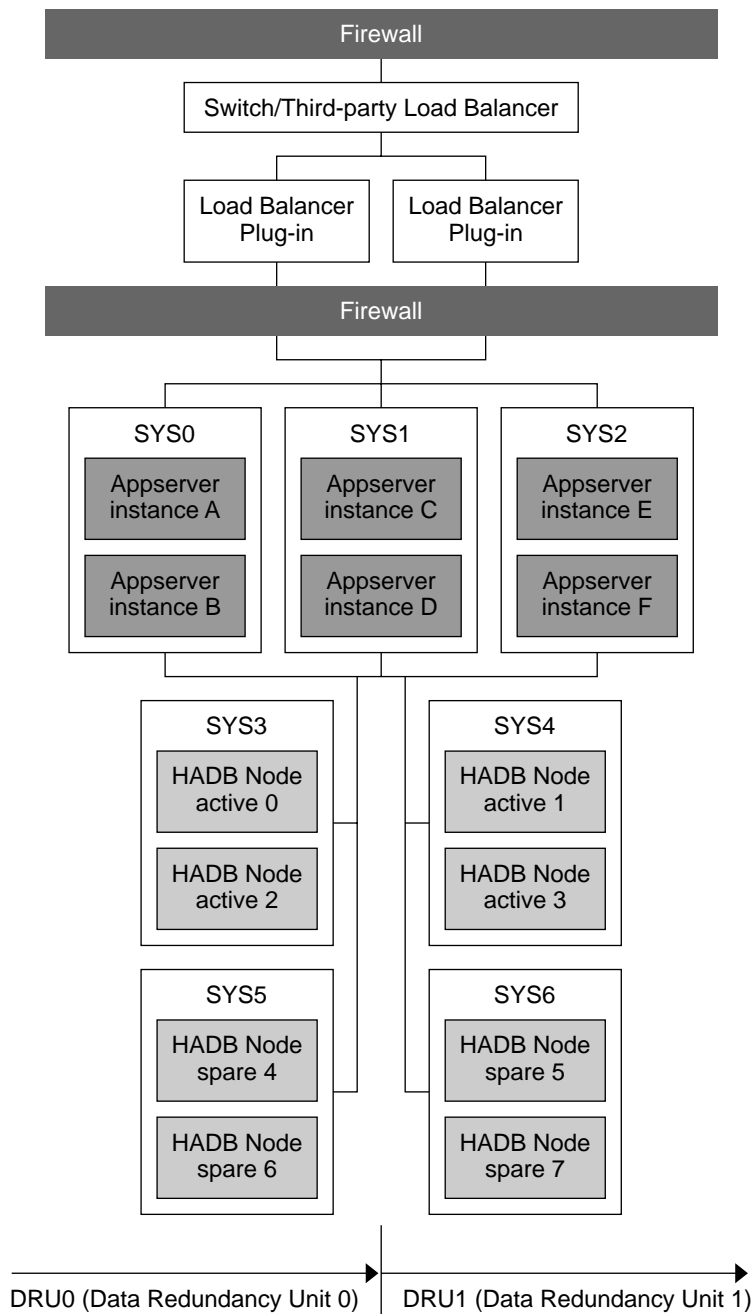 Firewall
Switch/Third-party Load Balancer
Load Balancer
Plug-in
Load Balancer
Plug-in
Firewall
SYS0
Appserver
instance A
Appserver
instance B
SYS1
Appserver
instance C
Appserver
instance D
SYS2
Appserver
instance E
Appserver
instance F
SYS3
HADB Node
active 0
HADB Node
active 2
SYS4
HADB Node
active 1
HADB Node
active 3
SYS5
HADB Node
spare 4
HADB Node
spare 6
SYS6
HADB Node
spare 5
HADB Node
spare 7
DRU0 (Data Redundancy Unit 0)
DRU1 (Data Redundancy Unit 1)